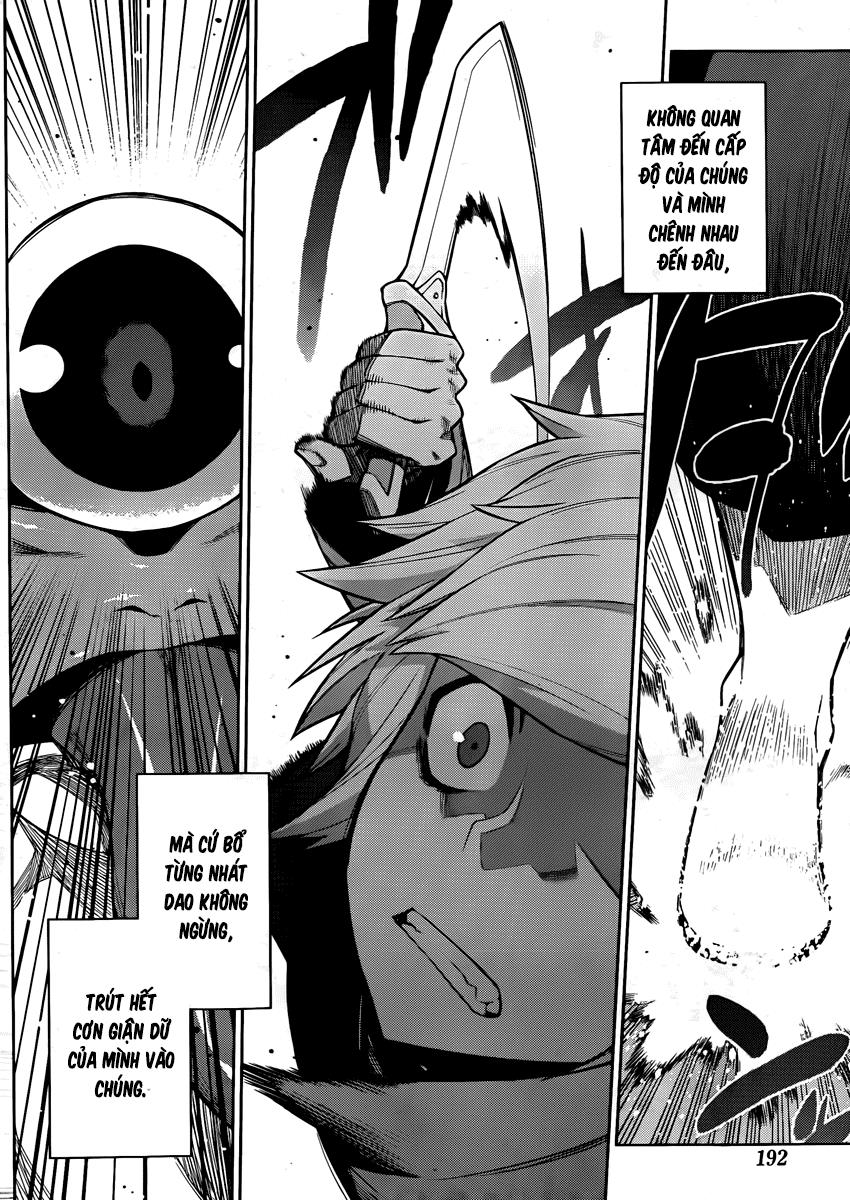 KHÔNG QUAN
TÂM ĐẾN CẤP
ĐỘ CỦA CHÚNG
VÀ MÌNH
CHÊNH NHAU
ĐẾN ĐÂU,
MÀ CỨ BỔ
TỪNG NHÁT
DAO KHÔNG
NGỪNG,
TRÚT HẾT
CƠN GIẬN DỮ
CỦA MÌNH VÀO
CHÚNG.
192